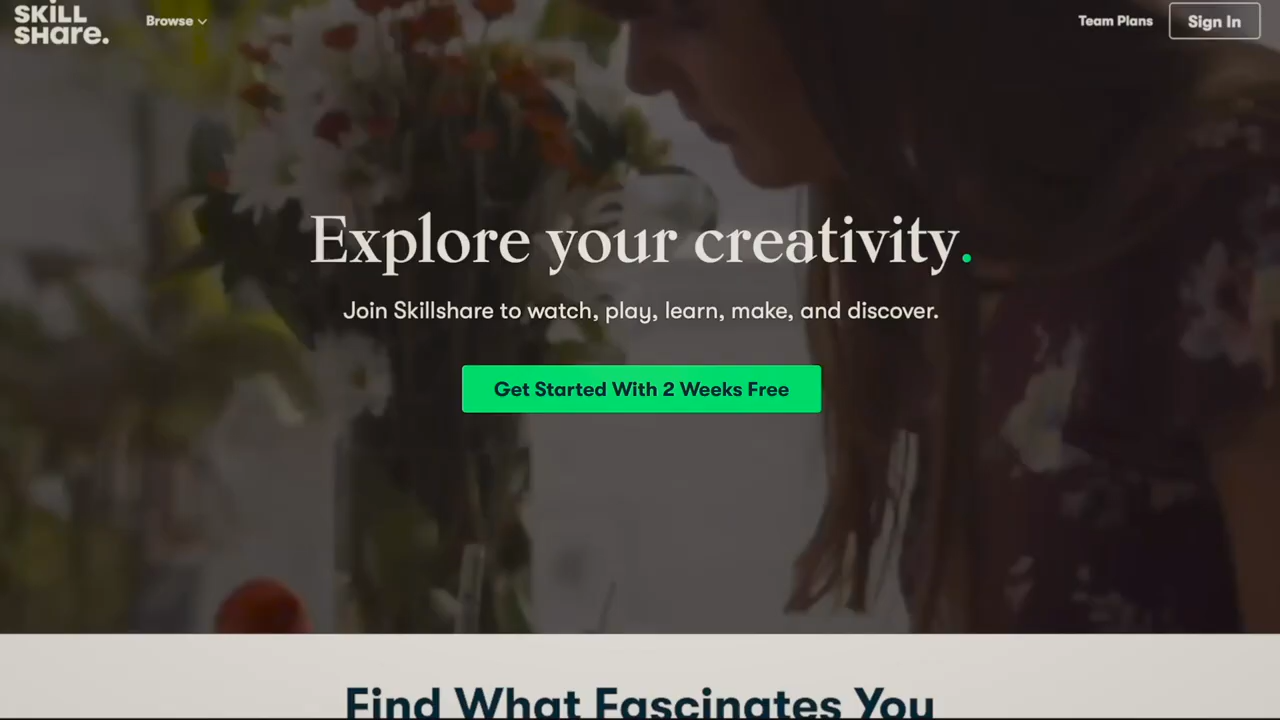 SKiLL
SHare.
Browse
Team Plans
Sign In
Explore your creativity.
Join Skillshare to watch, play, learn, make, and discover.
Get Started With 2 Weeks Free
Find What Fascinates You